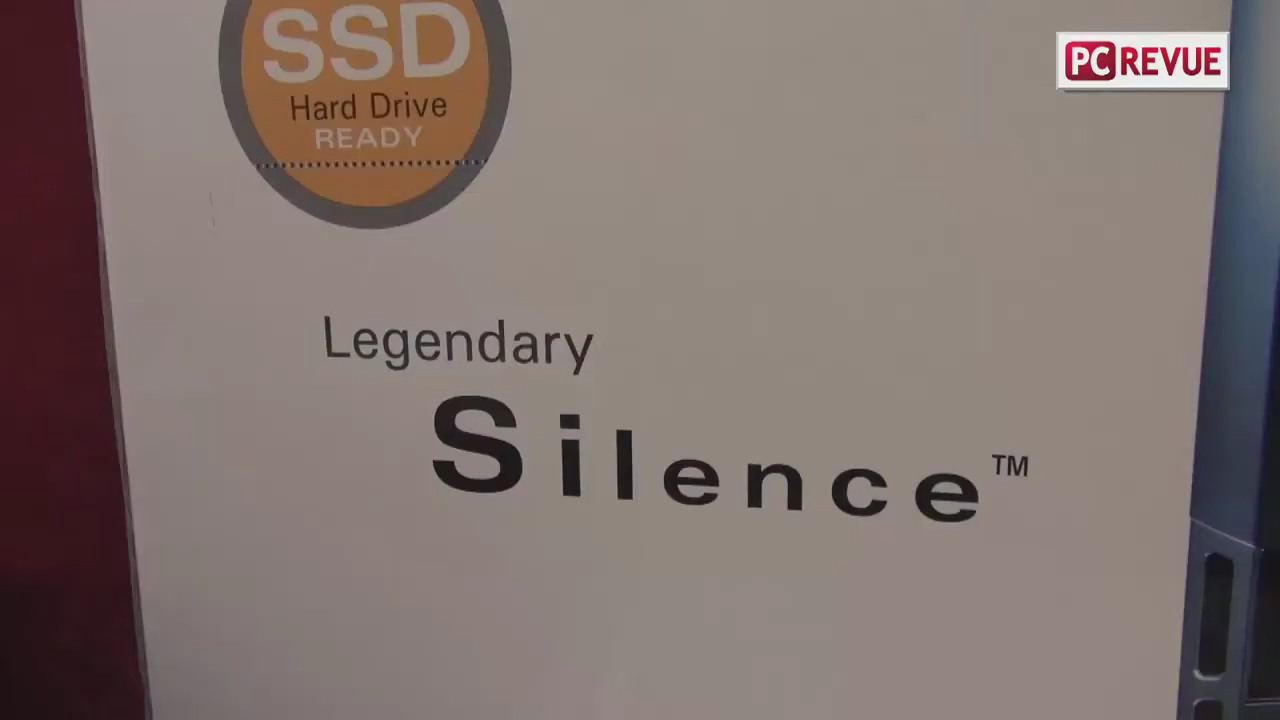 SSD
Hard Drive
READY
PC REVUE
Legendary
Silence™